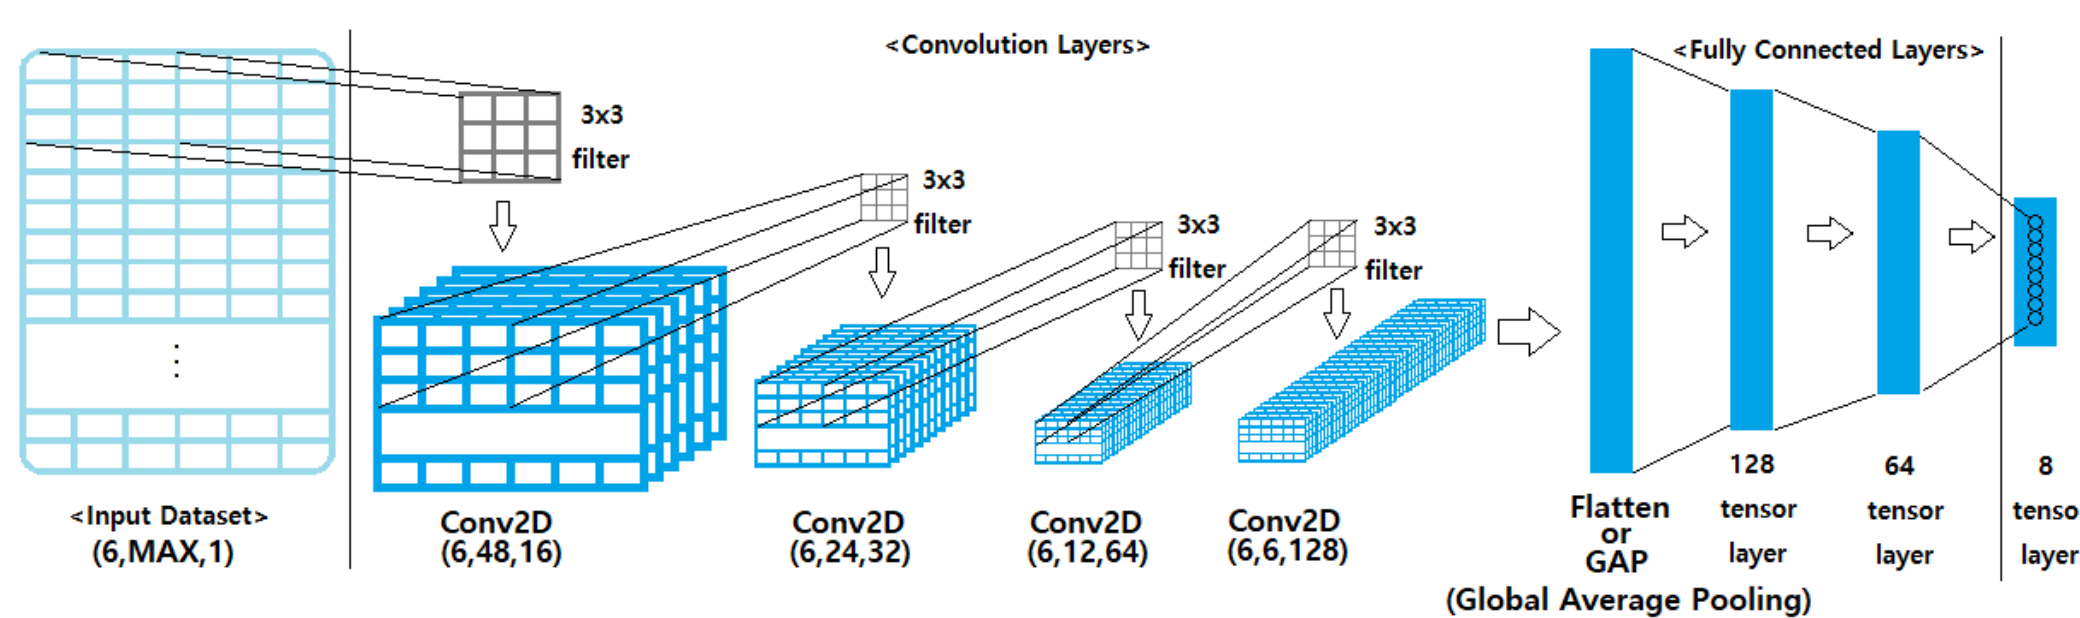 <Convolution Layers>
<Fully Connected Layers>
3x3
filter
3x3
filter
3x3
filter
3x3
filter
<Input Dataset>
(6,MAX,1)
Conv2D
(6,48,16)
Conv2D
(6,24,32)
Conv2D
(6,12,64)
Conv2D
(6,6,128)
Flatten
or
GAP
(Global Average Pooling)
128
tensor
layer
64
tensor
layer
8
tenso
layer